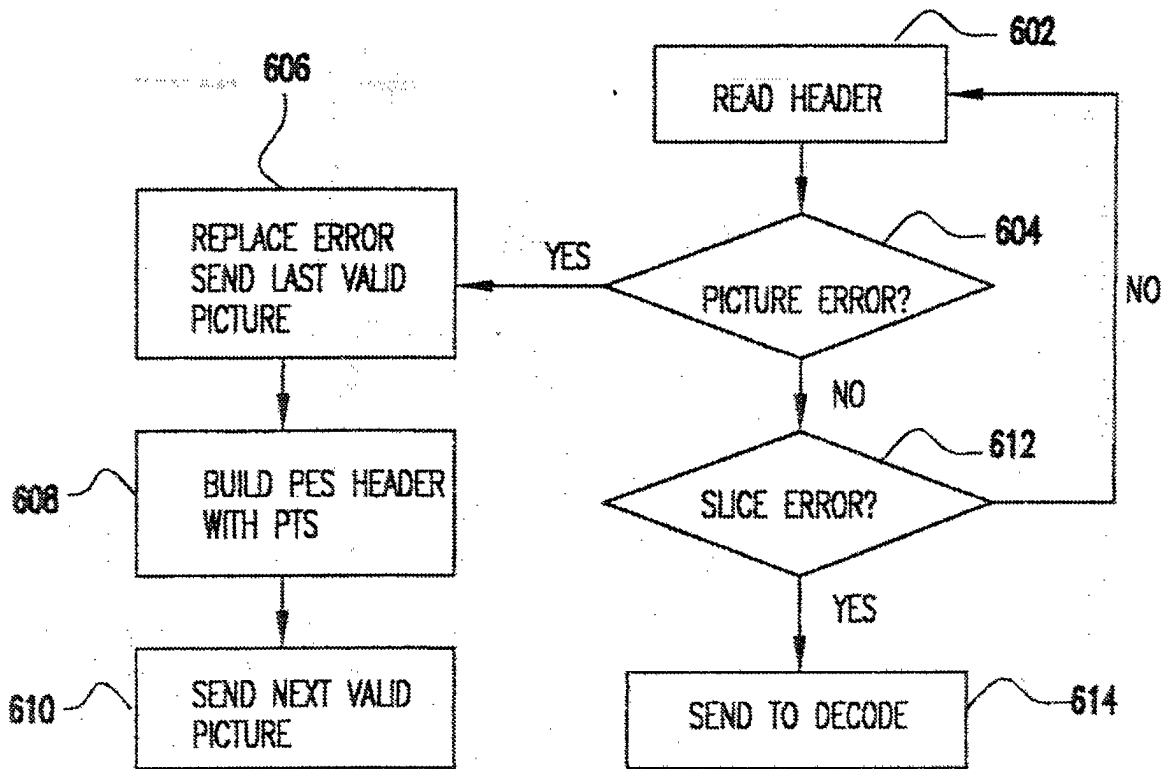 602
READ HEADER
606
604
PICTURE ERROR?
YES
NO
REPLACE ERROR
SEND LAST VALID
PICTURE
NO
612
SLICE ERROR?
608
BUILD PES HEADER
WITH PTS
YES
610
SEND NEXT VALID
PICTURE
SEND TO DECODE
614